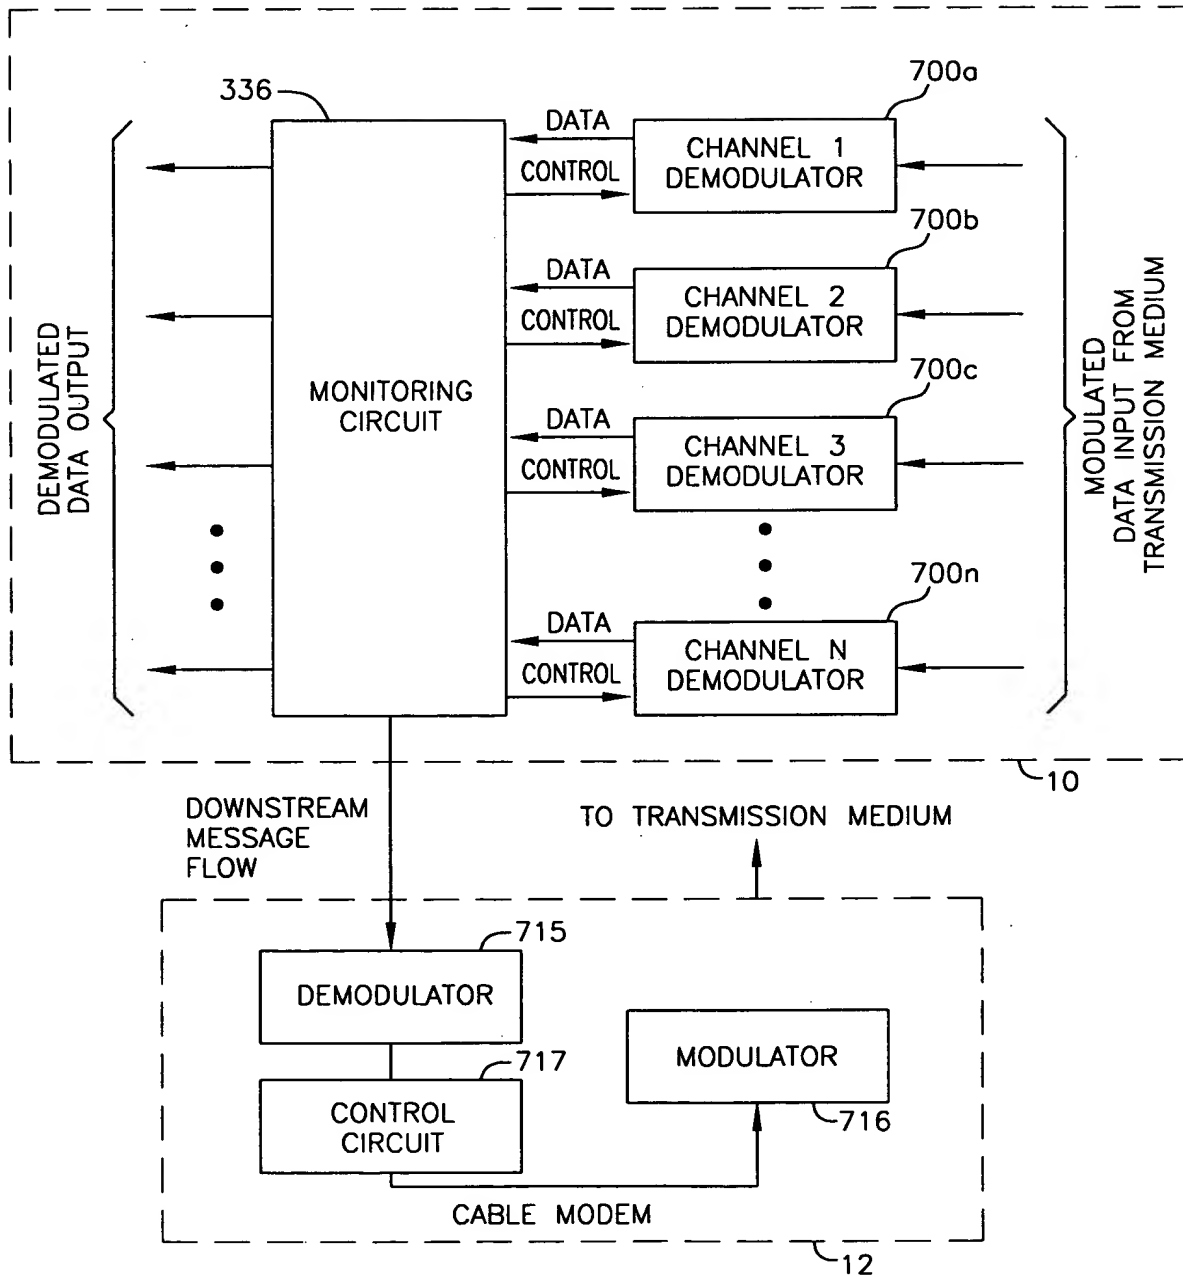 336
700a
DATA
CONTROL
CHANNEL 1
DEMODULATOR
700b
DATA
CONTROL
CHANNEL 2
DEMODULATOR
700c
DATA
CONTROL
CHANNEL 3
DEMODULATOR
700n
DATA
CONTROL
CHANNEL N
DEMODULATOR
MONITORING
CIRCUIT
DEMODULATED
DATA OUTPUT
MODULATED
DATA INPUT FROM
TRANSMISSION MEDIUM
10
DOWNSTREAM
MESSAGE
FLOW
TO TRANSMISSION MEDIUM
715
DEMODULATOR
717
CONTROL
CIRCUIT
MODULATOR
716
CABLE MODEM
12